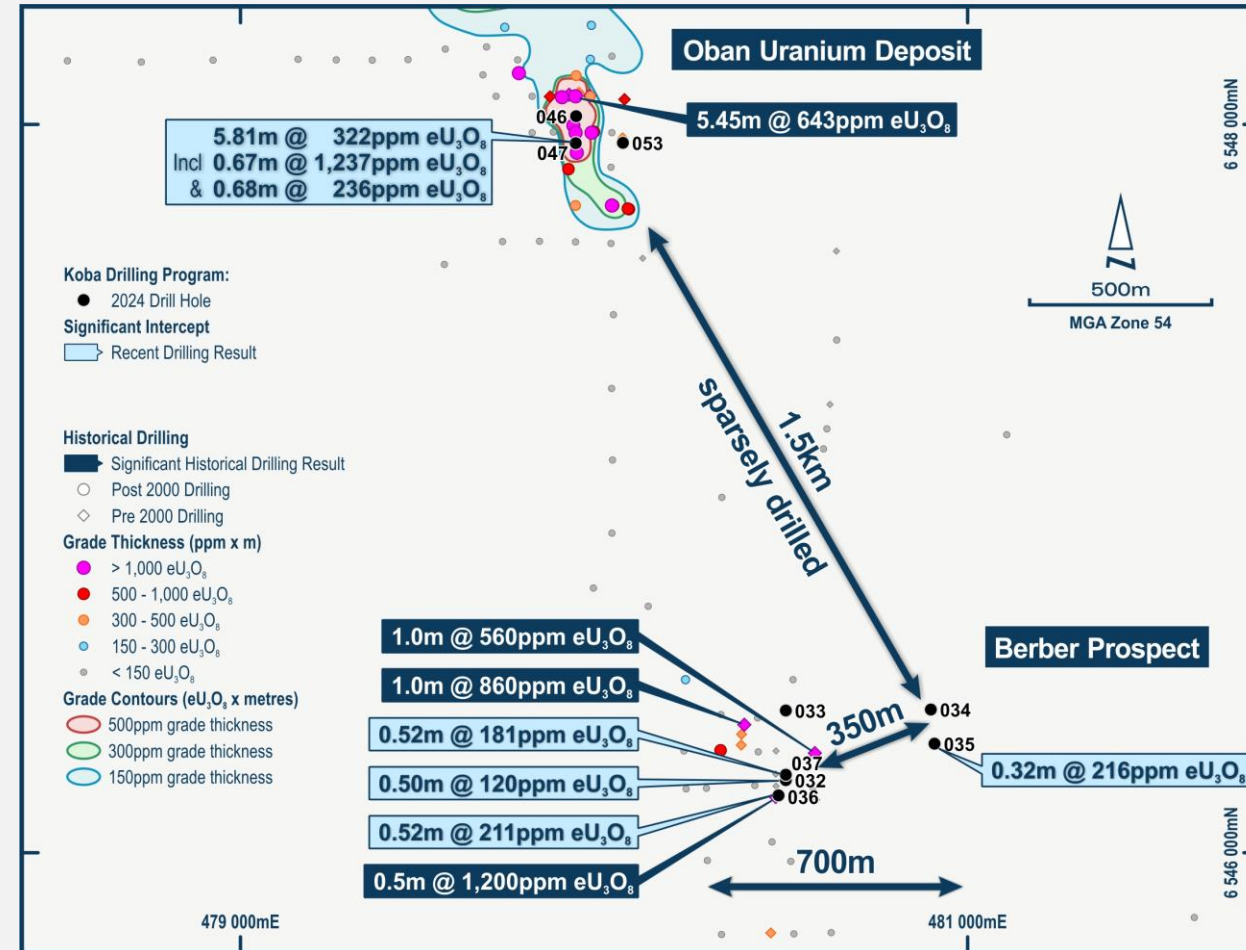 Oban Uranium Deposit
5.45m @ 643ppm eU₃O₈
046
047
053
5.81m @ 322ppm eU₃O₈
Incl 0.67m @ 1,237ppm eU₃O₈
& 0.68m @ 236ppm eU₃O₈
6 548 000mN
N
500m
MGA Zone 54
Koba Drilling Program:
2024 Drill Hole
Significant Intercept
Recent Drilling Result
Historical Drilling
Significant Historical Drilling Result
Post 2000 Drilling
Pre 2000 Drilling
Grade Thickness (ppm x m)
> 1,000 eU₃O₈
500 - 1,000 eU₃O₈
300 - 500 eU₃O₈
150 - 300 eU₃O₈
< 150 eU₃O₈
Grade Contours (eU₃O₈ x metres)
500ppm grade thickness
300ppm grade thickness
150ppm grade thickness
1.5km
sparsely drilled
Berber Prospect
1.0m @ 560ppm eU₃O₈
1.0m @ 860ppm eU₃O₈
0.52m @ 181ppm eU₃O₈
0.50m @ 120ppm eU₃O₈
0.52m @ 211ppm eU₃O₈
0.5m @ 1,200ppm eU₃O₈
033
034
035
037
032
036
350m
0.32m @ 216ppm eU₃O₈
700m
6 546 000mN
479 000mE
481 000mE